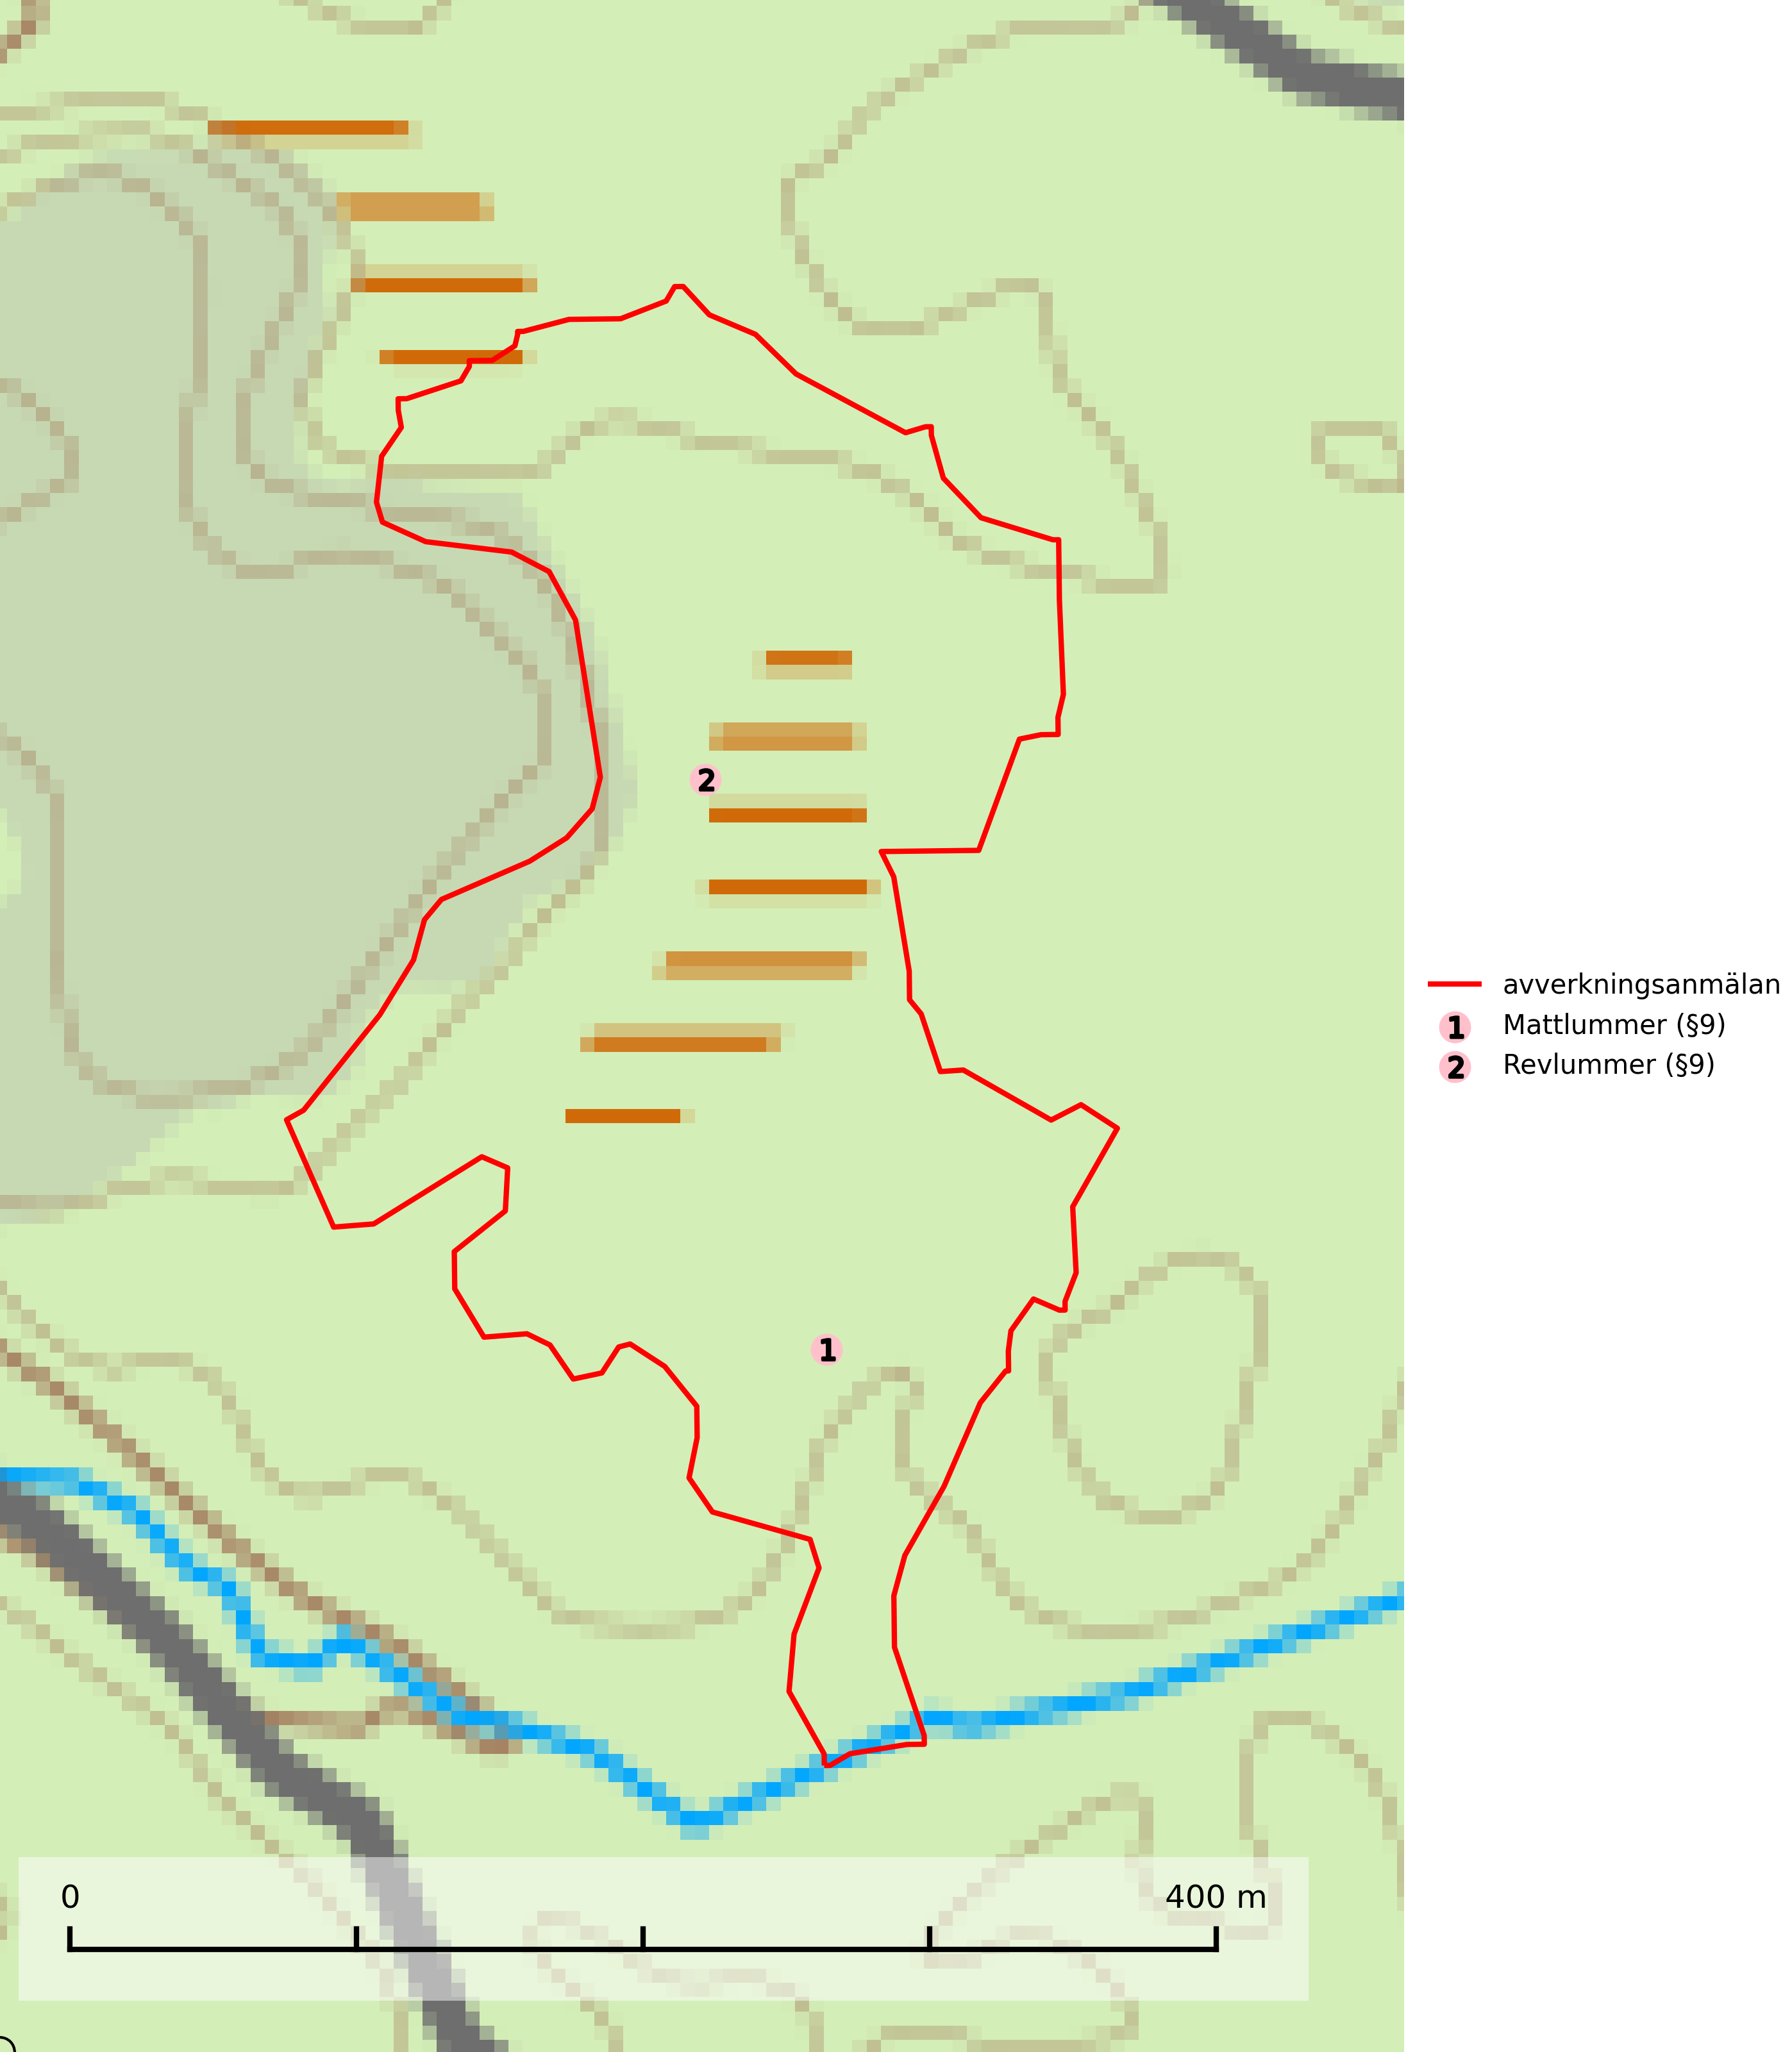 2
1
avverkningsanmälan
1 Mattlummer (§9)
2 Revlummer (§9)
0 400 m